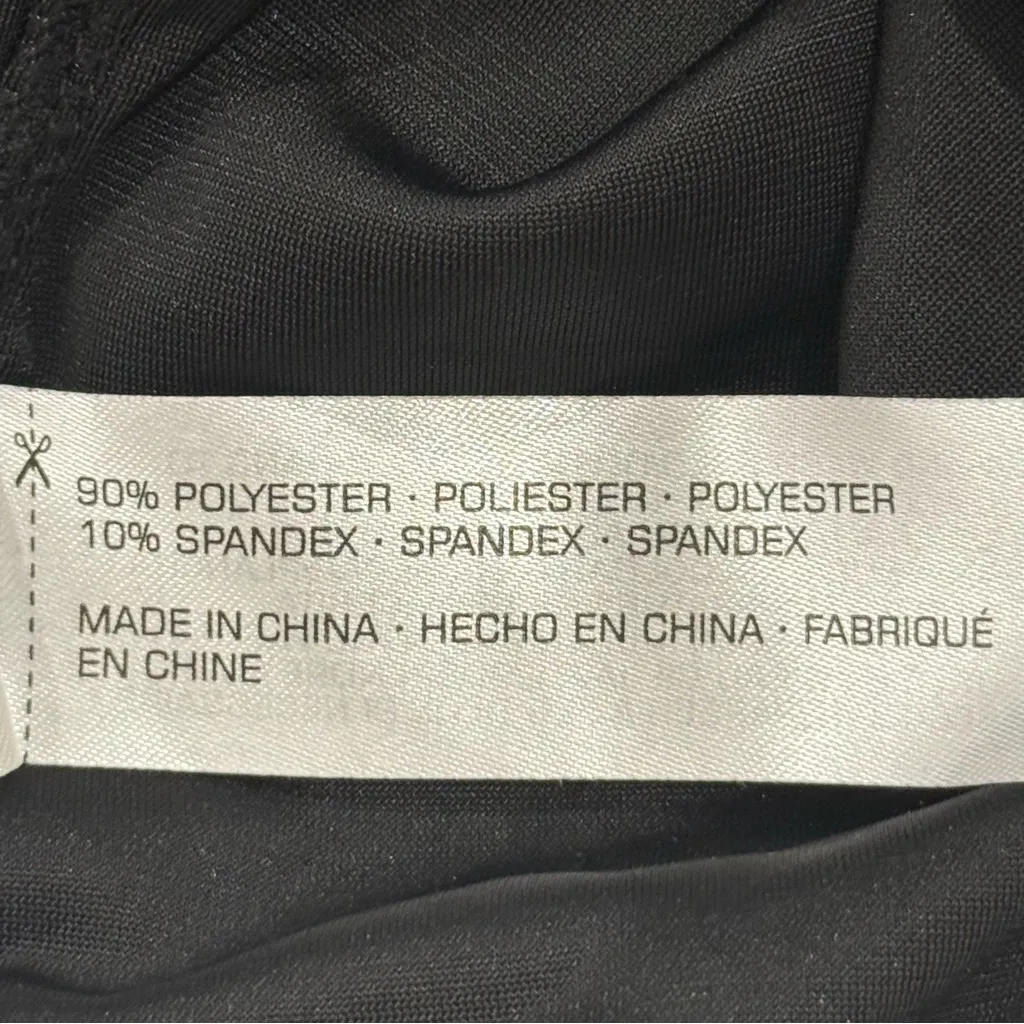 90% POLYESTER · POLIESTER · POLYESTER
10% SPANDEX · SPANDEX · SPANDEX
MADE IN CHINA · HECHO EN CHINA · FABRIQUÉ
EN CHINE